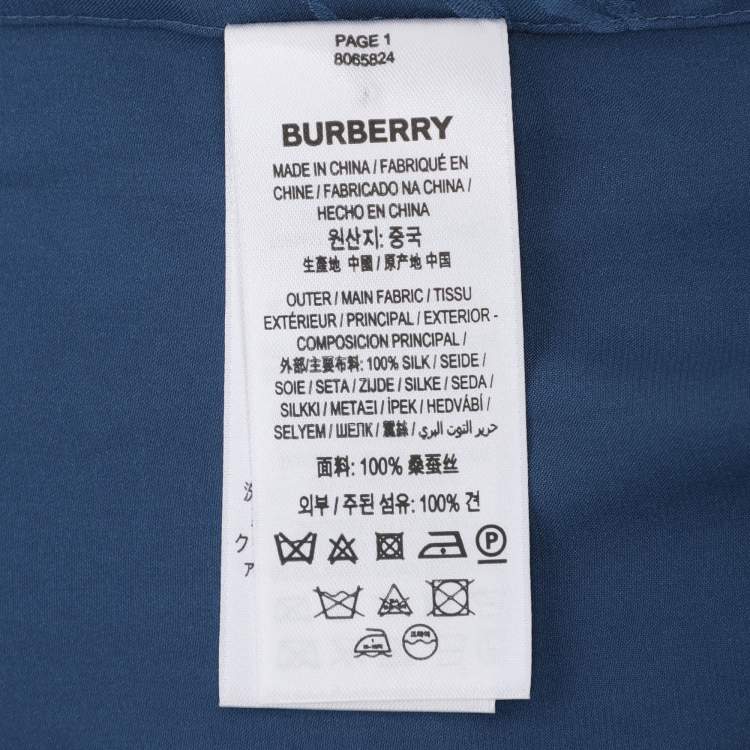 PAGE 1
8065824
BURBERRY
MADE IN CHINA / FABRIQUÉ EN
CHINE / FABRICADO NA CHINA /
HECHO EN CHINA
원산지: 중국
生產地 中國 / 原产地 中国
OUTER / MAIN FABRIC / TISSU
EXTÉRIEUR / PRINCIPAL / EXTERIOR -
COMPOSICION PRINCIPAL /
外部/主要布料: 100% SILK / SEIDE /
SOIE / SETA / ZIJDE / SILKE / SEDA /
SILKKI / ΜΕΤΑΞΙ / İPEK / HEDVÁBÍ /
SELYEM / ШЕЛК / 蠶絲 / حرير التوت البري
面料: 100% 桑蚕丝
외부 / 주된 섬유: 100% 견
P
ク
ア